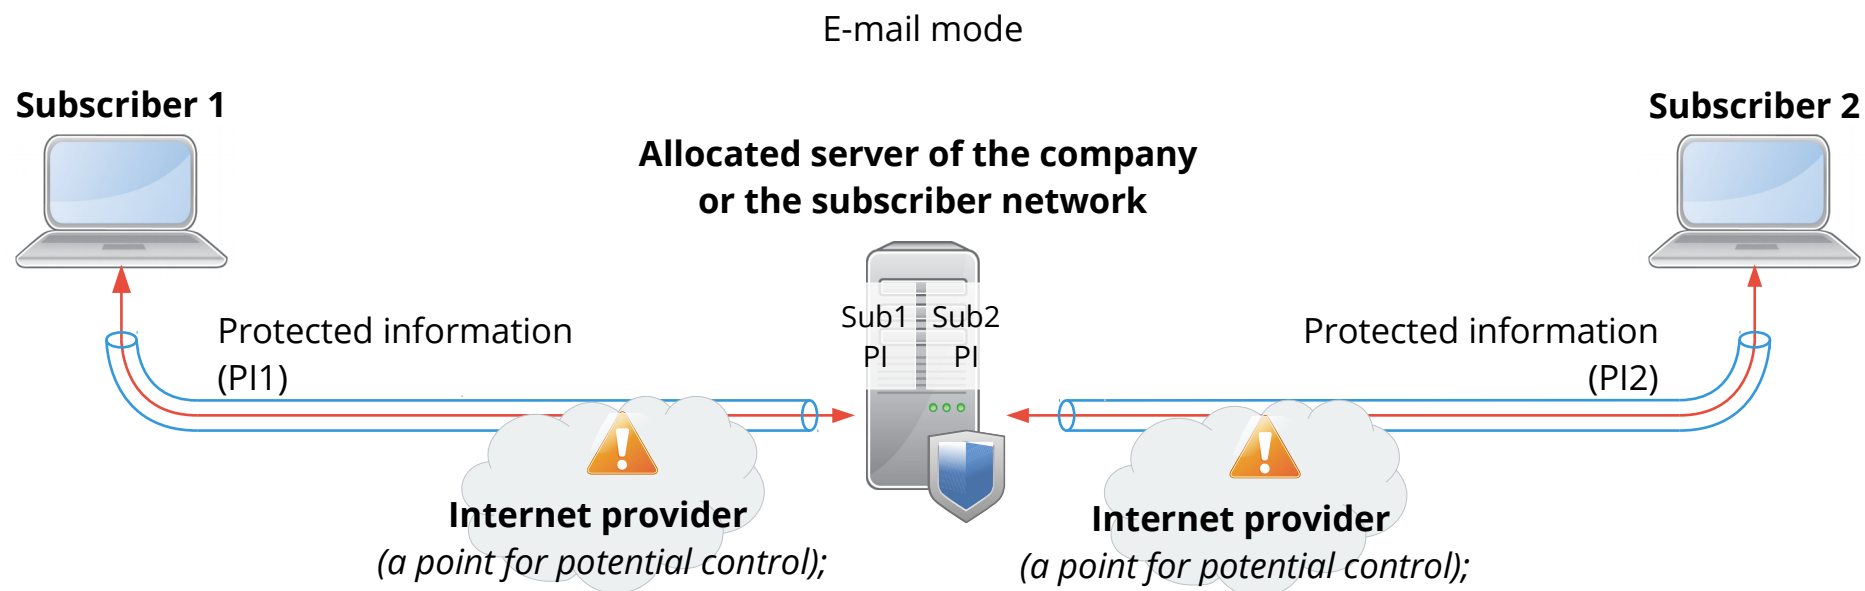 E-mail mode
Subscriber 1
Subscriber 2
Allocated server of the company
or the subscriber network
Sub1 Sub2
PI PI
Protected information
(PI1)
Protected information
(PI2)
Internet provider
(a point for potential control);
Internet provider
(a point for potential control);